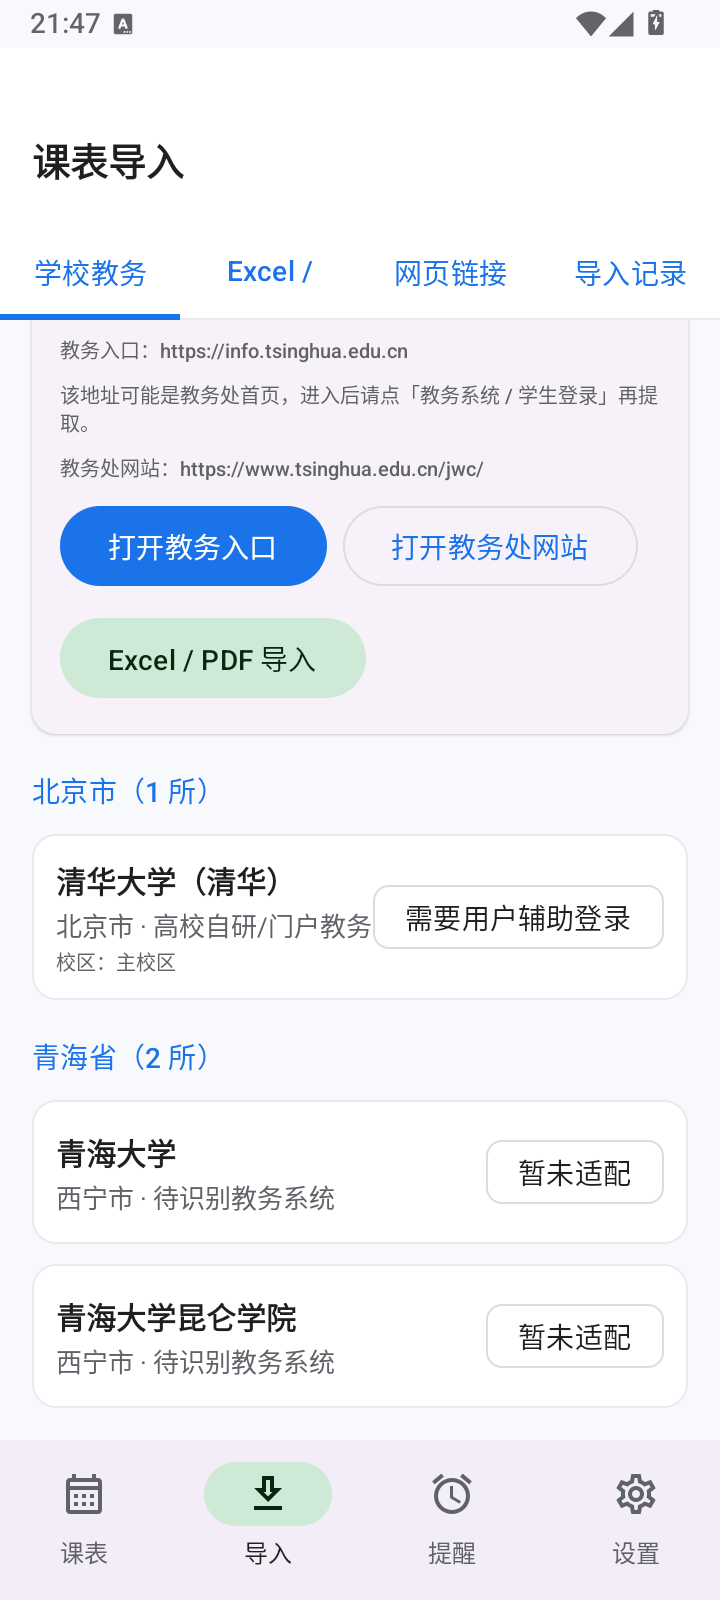 21:47
课表导入
学校教务
Excel /
网页链接
导入记录
教务入口：https://info.tsinghua.edu.cn
该地址可能是教务处首页，进入后请点「教务系统 / 学生登录」再提
取。
教务处网站：https://www.tsinghua.edu.cn/jwc/
打开教务入口
打开教务处网站
Excel / PDF 导入
北京市（1 所）
清华大学（清华）
北京市 · 高校自研/门户教务
校区：主校区
需要用户辅助登录
青海省（2 所）
青海大学
西宁市 · 待识别教务系统
暂未适配
青海大学昆仑学院
西宁市 · 待识别教务系统
暂未适配
课表
导入
提醒
设置